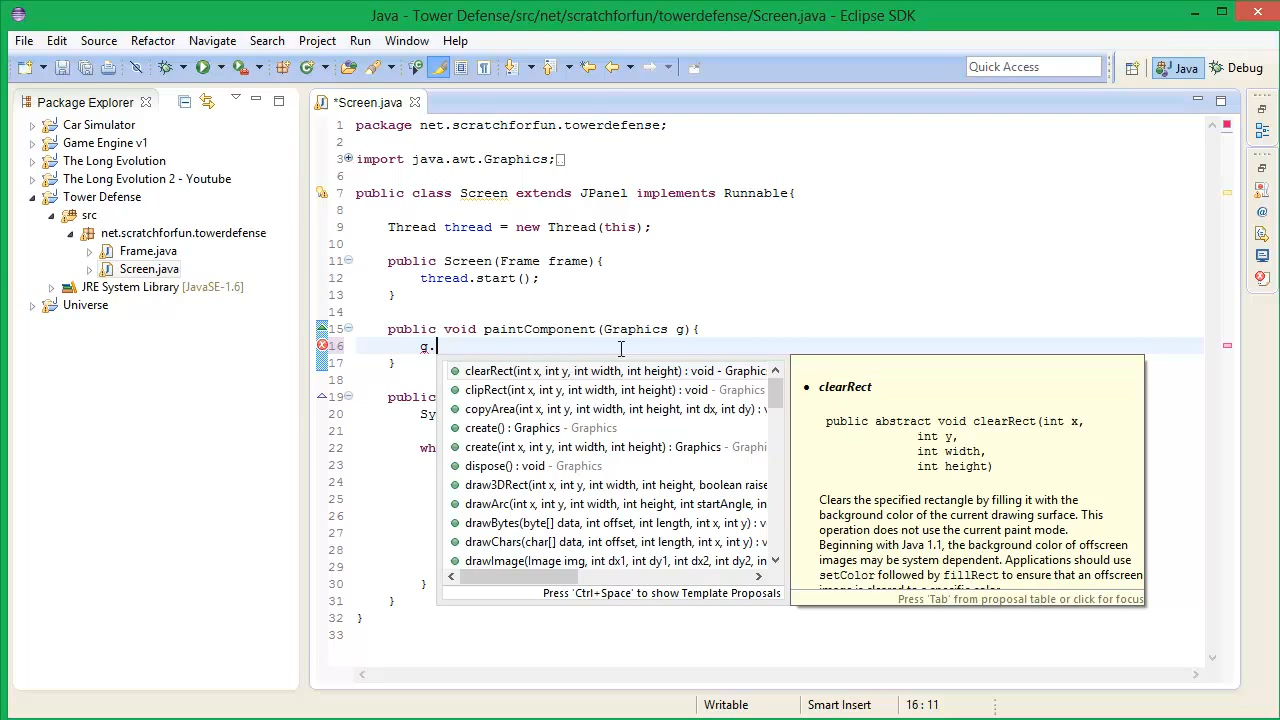 Java - Tower Defense/src/net/scratchforfun/towerdefense/Screen.java - Eclipse SDK
File Edit Source Refactor Navigate Search Project Run Window Help
Quick Access
Java
Debug
Package Explorer
Car Simulator
Game Engine v1
The Long Evolution
The Long Evolution 2 - Youtube
Tower Defense
src
net.scratchforfun.towerdefense
Frame.java
Screen.java
JRE System Library [JavaSE-1.6]
Universe
*Screen.java
1 package net.scratchforfun.towerdefense;
2
3 import java.awt.Graphics;
6
7 public class Screen extends JPanel implements Runnable{
8
9 Thread thread = new Thread(this);
10
11 public Screen(Frame frame){
12 thread.start();
13 }
14
15 public void paintComponent(Graphics g){
16 g.
17 }
18
19 public
20 Sy
21
22 wh
23
24
25
26
27
28
29
30 }
31 }
32 }
33
clearRect(int x, int y, int width, int height) : void - Graphic
clipRect(int x, int y, int width, int height) : void - Graphics
copyArea(int x, int y, int width, int height, int dx, int dy) : v
create() : Graphics - Graphics
create(int x, int y, int width, int height) : Graphics - Graphi
dispose() : void - Graphics
draw3DRect(int x, int y, int width, int height, boolean raise
drawArc(int x, int y, int width, int height, int startAngle, in
drawBytes(byte[] data, int offset, int length, int x, int y) : v
drawChars(char[] data, int offset, int length, int x, int y) : v
drawImage(Image img, int dx1, int dy1, int dx2, int dy2, in
Press 'Ctrl+Space' to show Template Proposals
• clearRect
public abstract void clearRect(int x,
int y,
int width,
int height)
Clears the specified rectangle by filling it with the
background color of the current drawing surface. This
operation does not use the current paint mode.
Beginning with Java 1.1, the background color of offscreen
images may be system dependent. Applications should use
setColor followed by fillRect to ensure that an offscreen
image is cleared to a specific color.
Press 'Tab' from proposal table or click for focus
Writable
Smart Insert
16 : 11